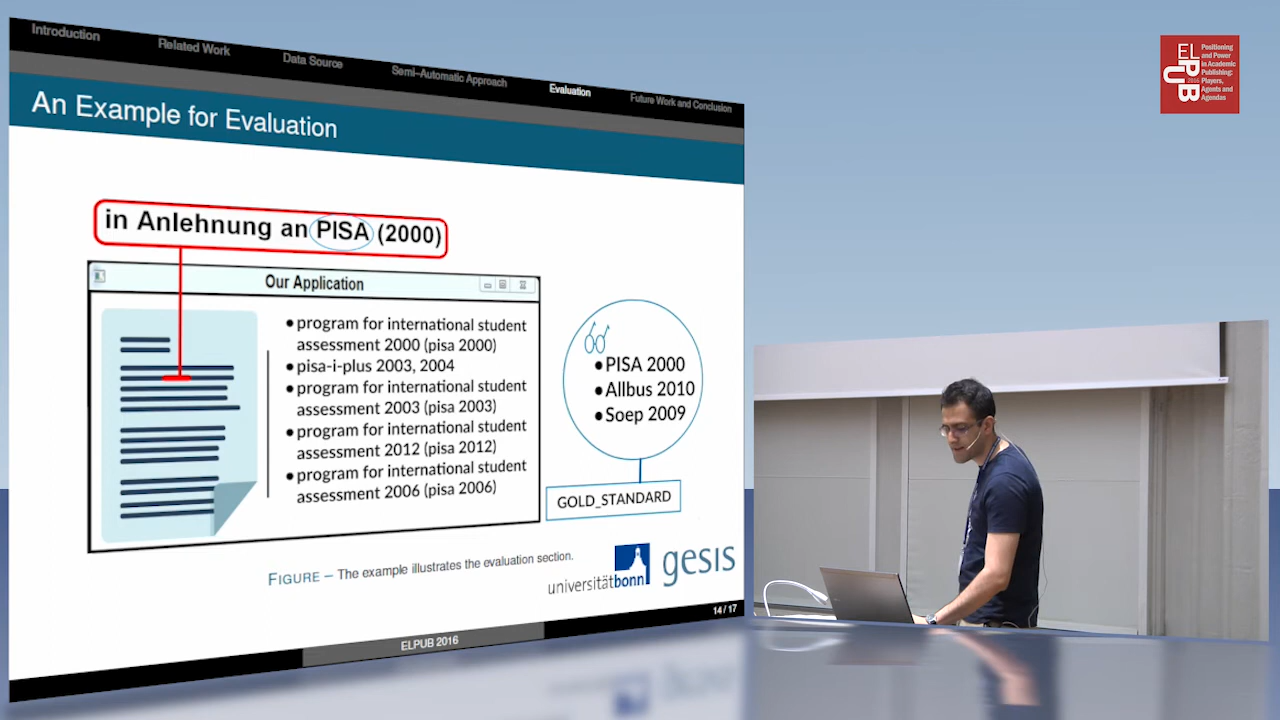 Introduction
Related Work
Data Source
Semi–Automatic Approach
Evaluation
Future Work and Conclusion
An Example for Evaluation
in Anlehnung an PISA (2000)
Our Application
• program for international student
assessment 2000 (pisa 2000)
• pisa-i-plus 2003, 2004
• program for international student
assessment 2003 (pisa 2003)
• program for international student
assessment 2012 (pisa 2012)
• program for international student
assessment 2006 (pisa 2006)
• PISA 2000
• Allbus 2010
• Soep 2009
GOLD_STANDARD
FIGURE – The example illustrates the evaluation section.
universitätbonn
gesis
14 / 17
ELPUB 2016
EL
PUB
2016
Positioning
and Power
in Academic
Publishing:
Players,
Agents and
Agendas